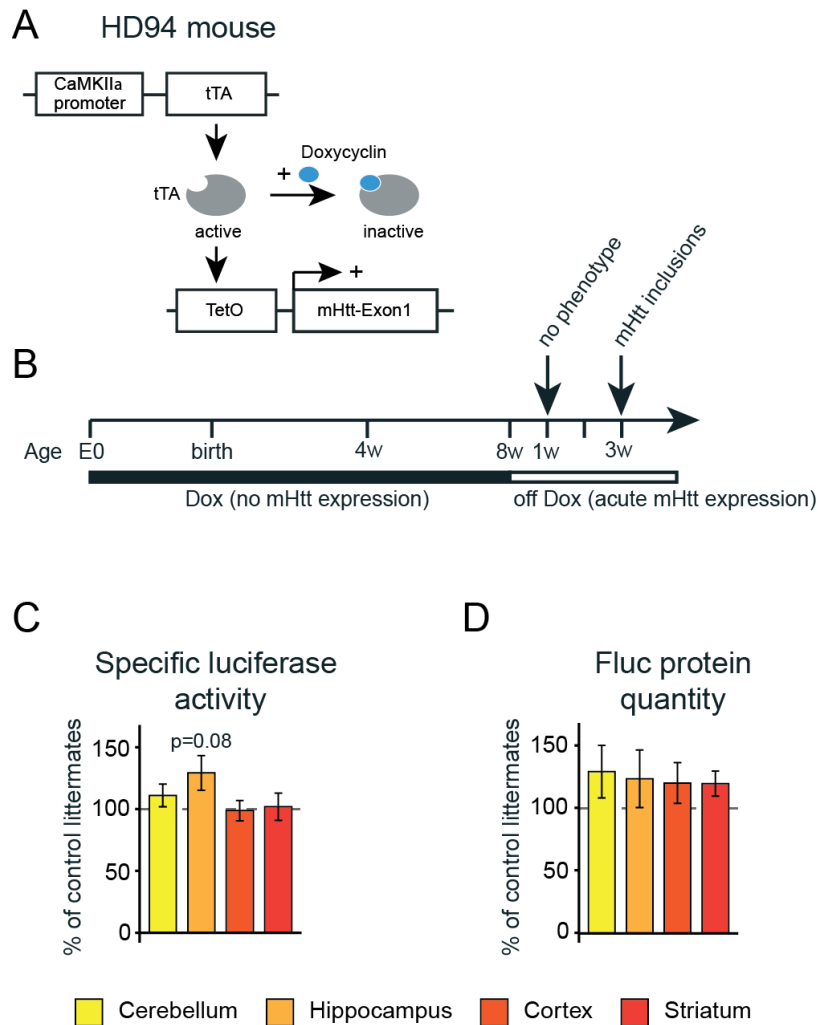 A
HD94 mouse
CaMKIIa
promoter
tTA
Doxycyclin
+
tTA
active
inactive
+
TetO
mHtt-Exon1
no phenotype
mHtt inclusions
B
Age
E0
birth
4w
8w
1w
3w
Dox (no mHtt expression)
off Dox (acute mHtt expression)
C
Specific luciferase
activity
% of control littermates
150
100
50
0
p=0.08
D
Fluc protein
quantity
% of control littermates
150
100
50
0
Cerebellum
Hippocampus
Cortex
Striatum